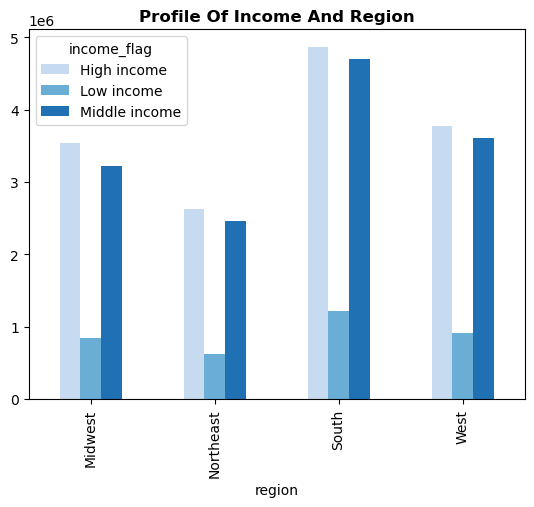 Profile Of Income And Region
1e6
5
4
3
2
1
0
income_flag
High income
Low income
Middle income
Midwest
Northeast
South
West
region